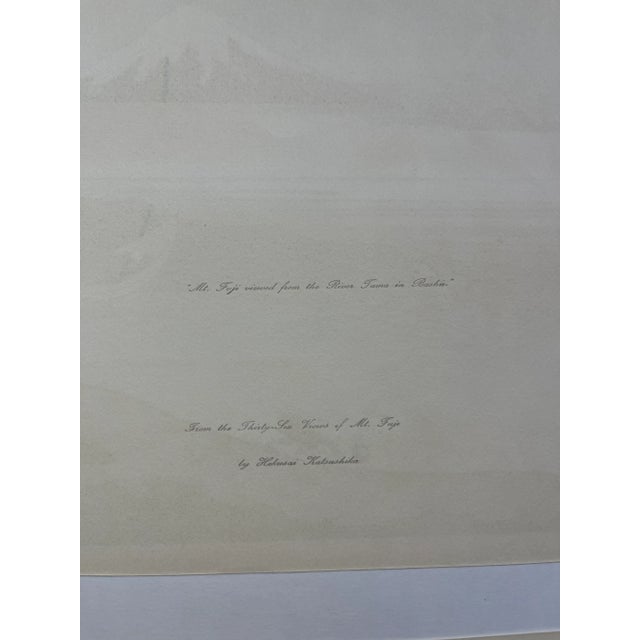 "Mt. Fuji viewed from the River Tama in Bushū."
From the Thirty-Six Views of Mt. Fuji
by Hokusai Katsushika